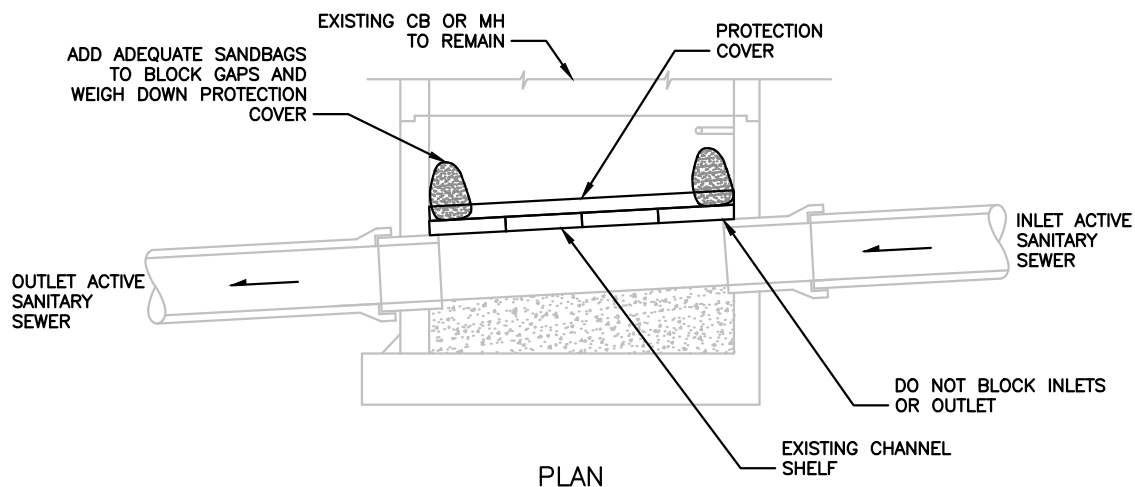 EXISTING CB OR MH
TO REMAIN
PROTECTION
COVER
ADD ADEQUATE SANDBAGS
TO BLOCK GAPS AND
WEIGH DOWN PROTECTION
COVER
INLET ACTIVE
SANITARY
SEWER
OUTLET ACTIVE
SANITARY
SEWER
DO NOT BLOCK INLETS
OR OUTLET
EXISTING CHANNEL
SHELF
PLAN